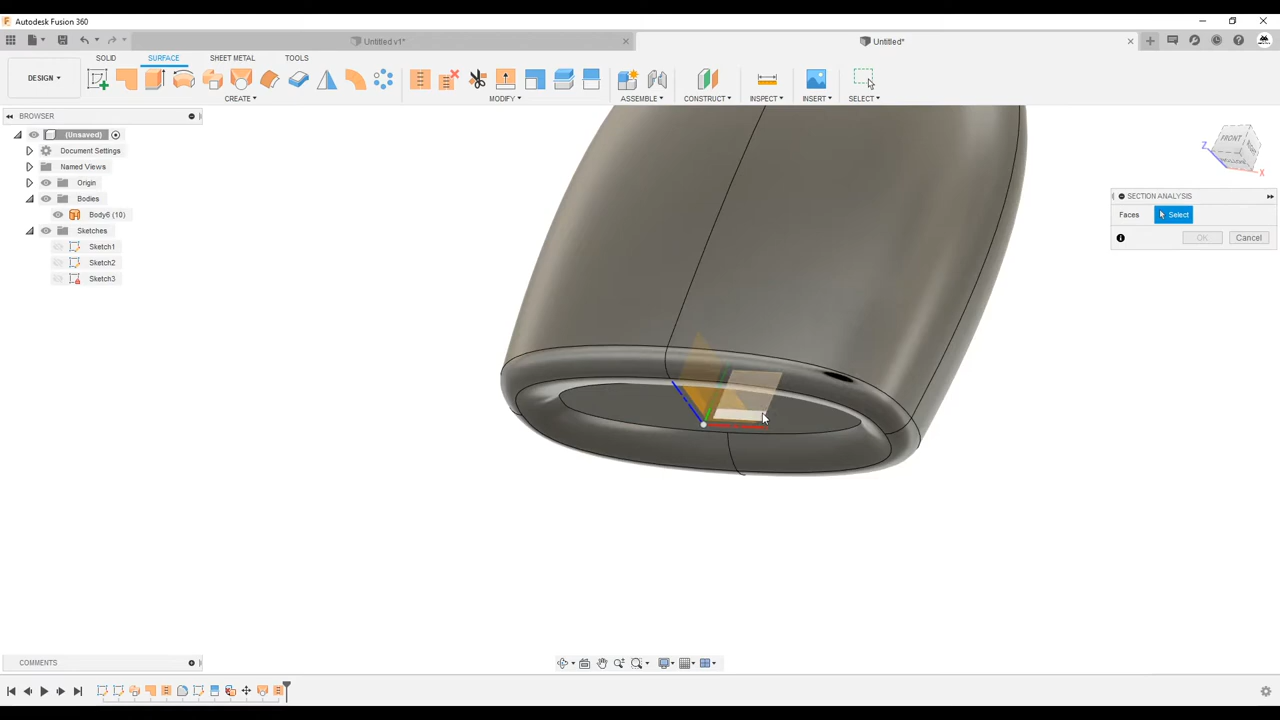 Autodesk Fusion 360
Untitled v1*
Untitled*
SOLID
SURFACE
SHEET METAL
TOOLS
DESIGN
CREATE
MODIFY
ASSEMBLE
CONSTRUCT
INSPECT
INSERT
SELECT
BROWSER
(Unsaved)
Document Settings
Named Views
Origin
Bodies
Body6 (10)
Sketches
Sketch1
Sketch2
Sketch3
FRONT
Z
X
SECTION ANALYSIS
Faces
Select
OK
Cancel
COMMENTS